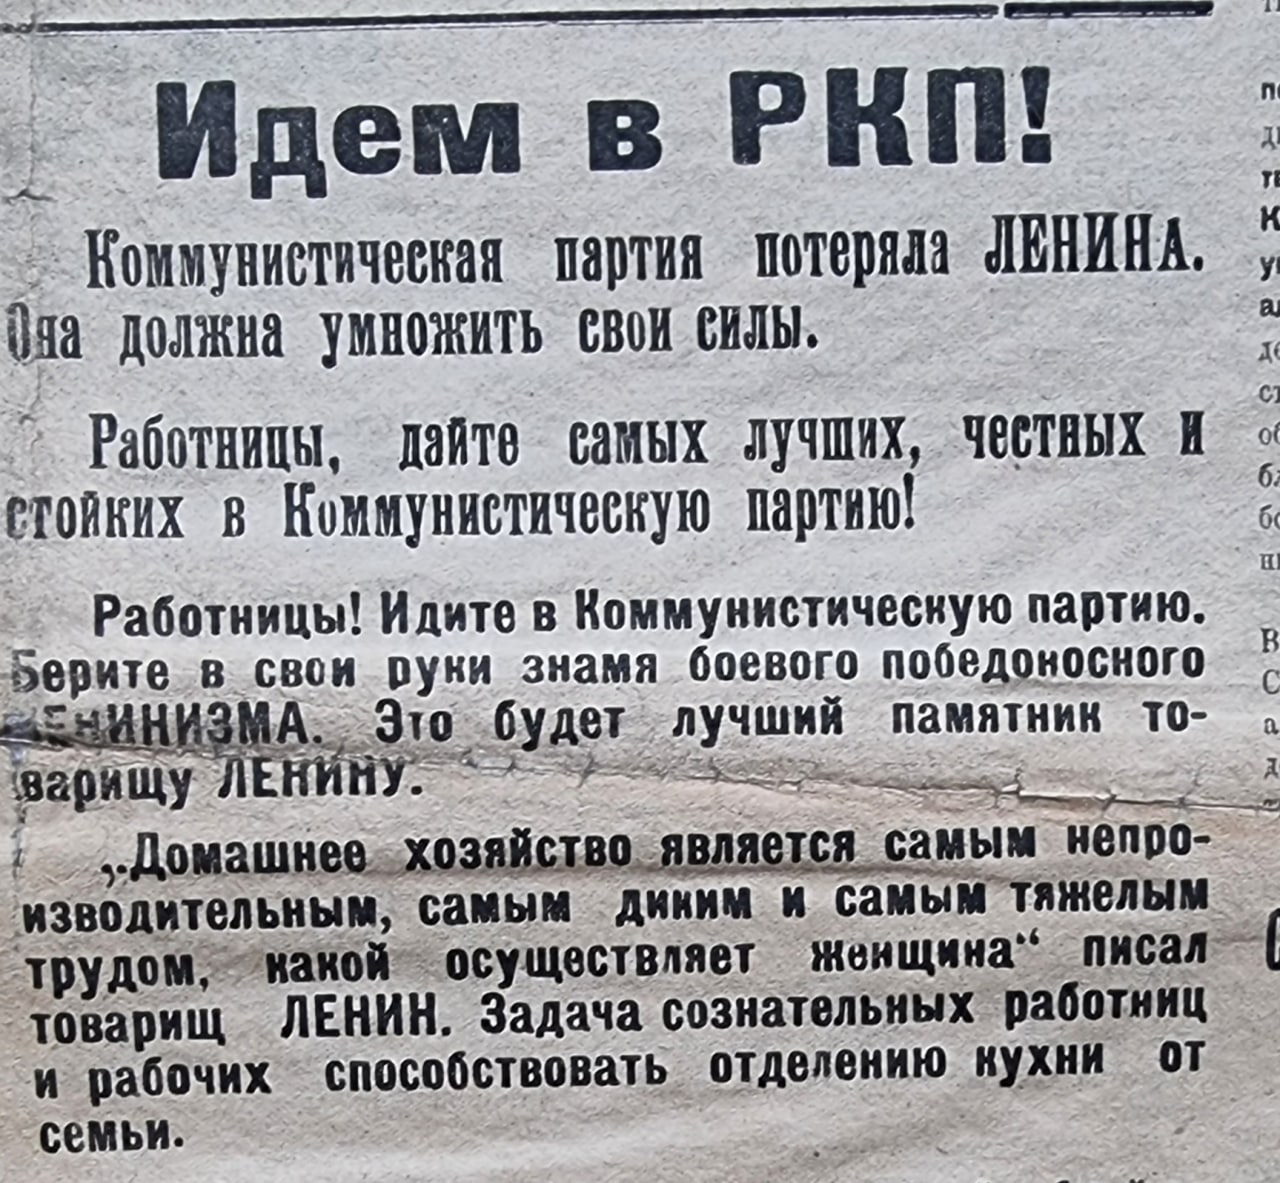 Идем в РКП!
Коммунистическая партия потеряла ЛЕНИНА.
Она должна умножить свои силы.
Работницы, дайте самых лучших, честных и
стойких в Коммунистическую партию!
Работницы! Идите в Коммунистическую партию.
Берите в свои руки знамя боевого победоносного
ЛЕНИНИЗМА. Это будет лучший памятник то-
варищу ЛЕНИНУ.
„Домашнее хозяйство является самым непро-
изводительным, самым диким и самым тяжелым
трудом, какой осуществляет женщина“ писал
товарищ ЛЕНИН. Задача сознательных работниц
и рабочих способствовать отделению кухни от
семьи.